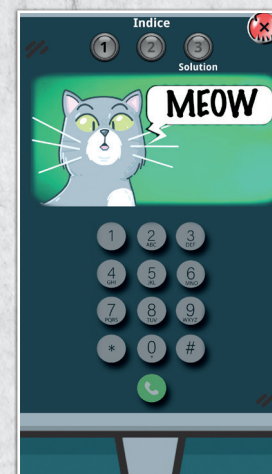 Indice
1 2 3
Solution
MEOW
1 2 3
ABC DEF
4 5 6
GHI JKL MNO
7 8 9
PQRS TUV WXYZ
* 0 #